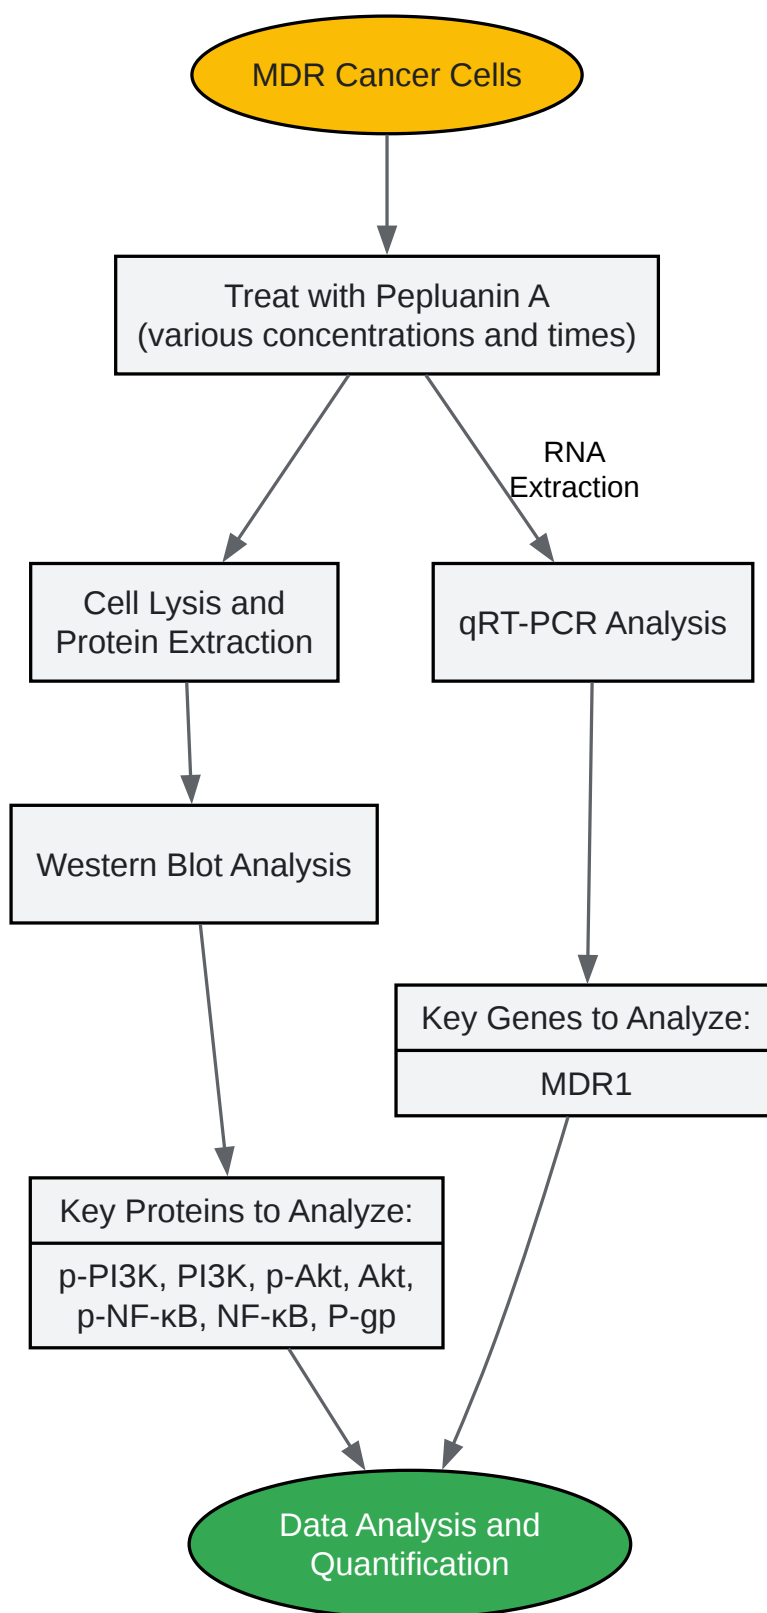 MDR Cancer Cells
Treat with Pepluanin A
(various concentrations and times)
RNA
Extraction
Cell Lysis and
Protein Extraction
qRT-PCR Analysis
Western Blot Analysis
Key Genes to Analyze:
MDR1
Key Proteins to Analyze:
p-PI3K, PI3K, p-Akt, Akt,
p-NF-κB, NF-κB, P-gp
Data Analysis and
Quantification